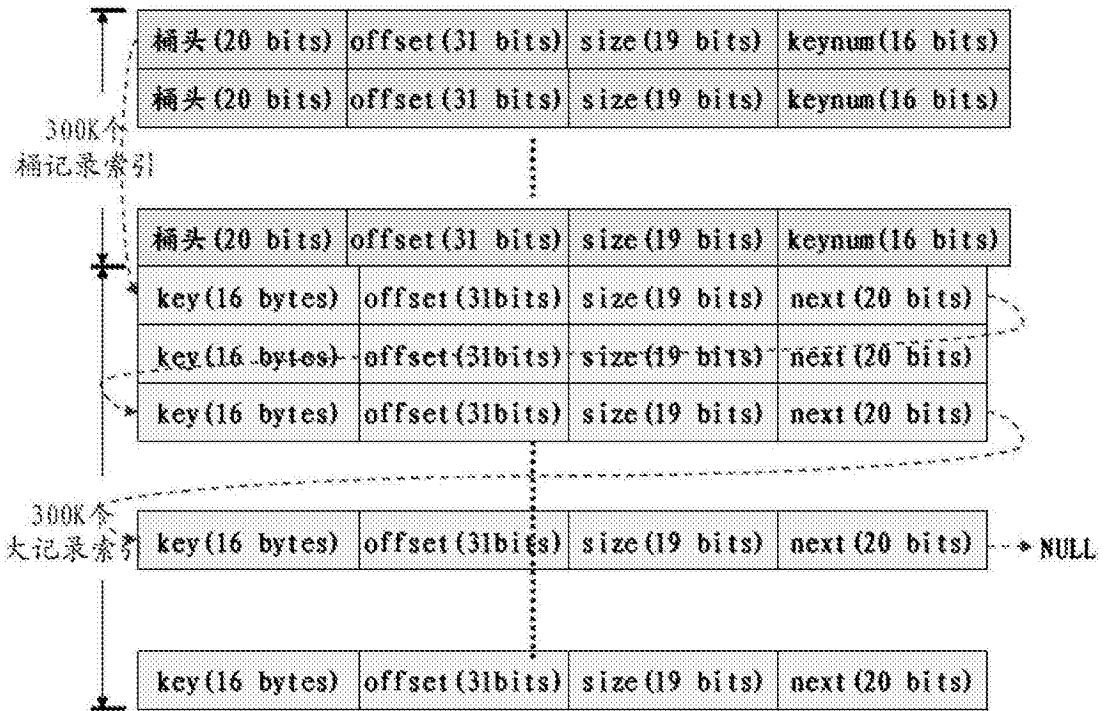 桶头(20 bits) offset(31 bits) size(19 bits) keynum(16 bits)
桶头(20 bits) offset(31 bits) size(19 bits) keynum(16 bits)
300K个
桶记录索引
桶头(20 bits) offset(31 bits) size(19 bits) keynum(16 bits)
key(16 bytes) offset(31bits) size(19 bits) next(20 bits)
key(16 bytes) offset(31bits) size(19 bits) next(20 bits)
key(16 bytes) offset(31bits) size(19 bits) next(20 bits)
300K个
大记录索引
key(16 bytes) offset(31bits) size(19 bits) next(20 bits) NULL
key(16 bytes) offset(31bits) size(19 bits) next(20 bits)